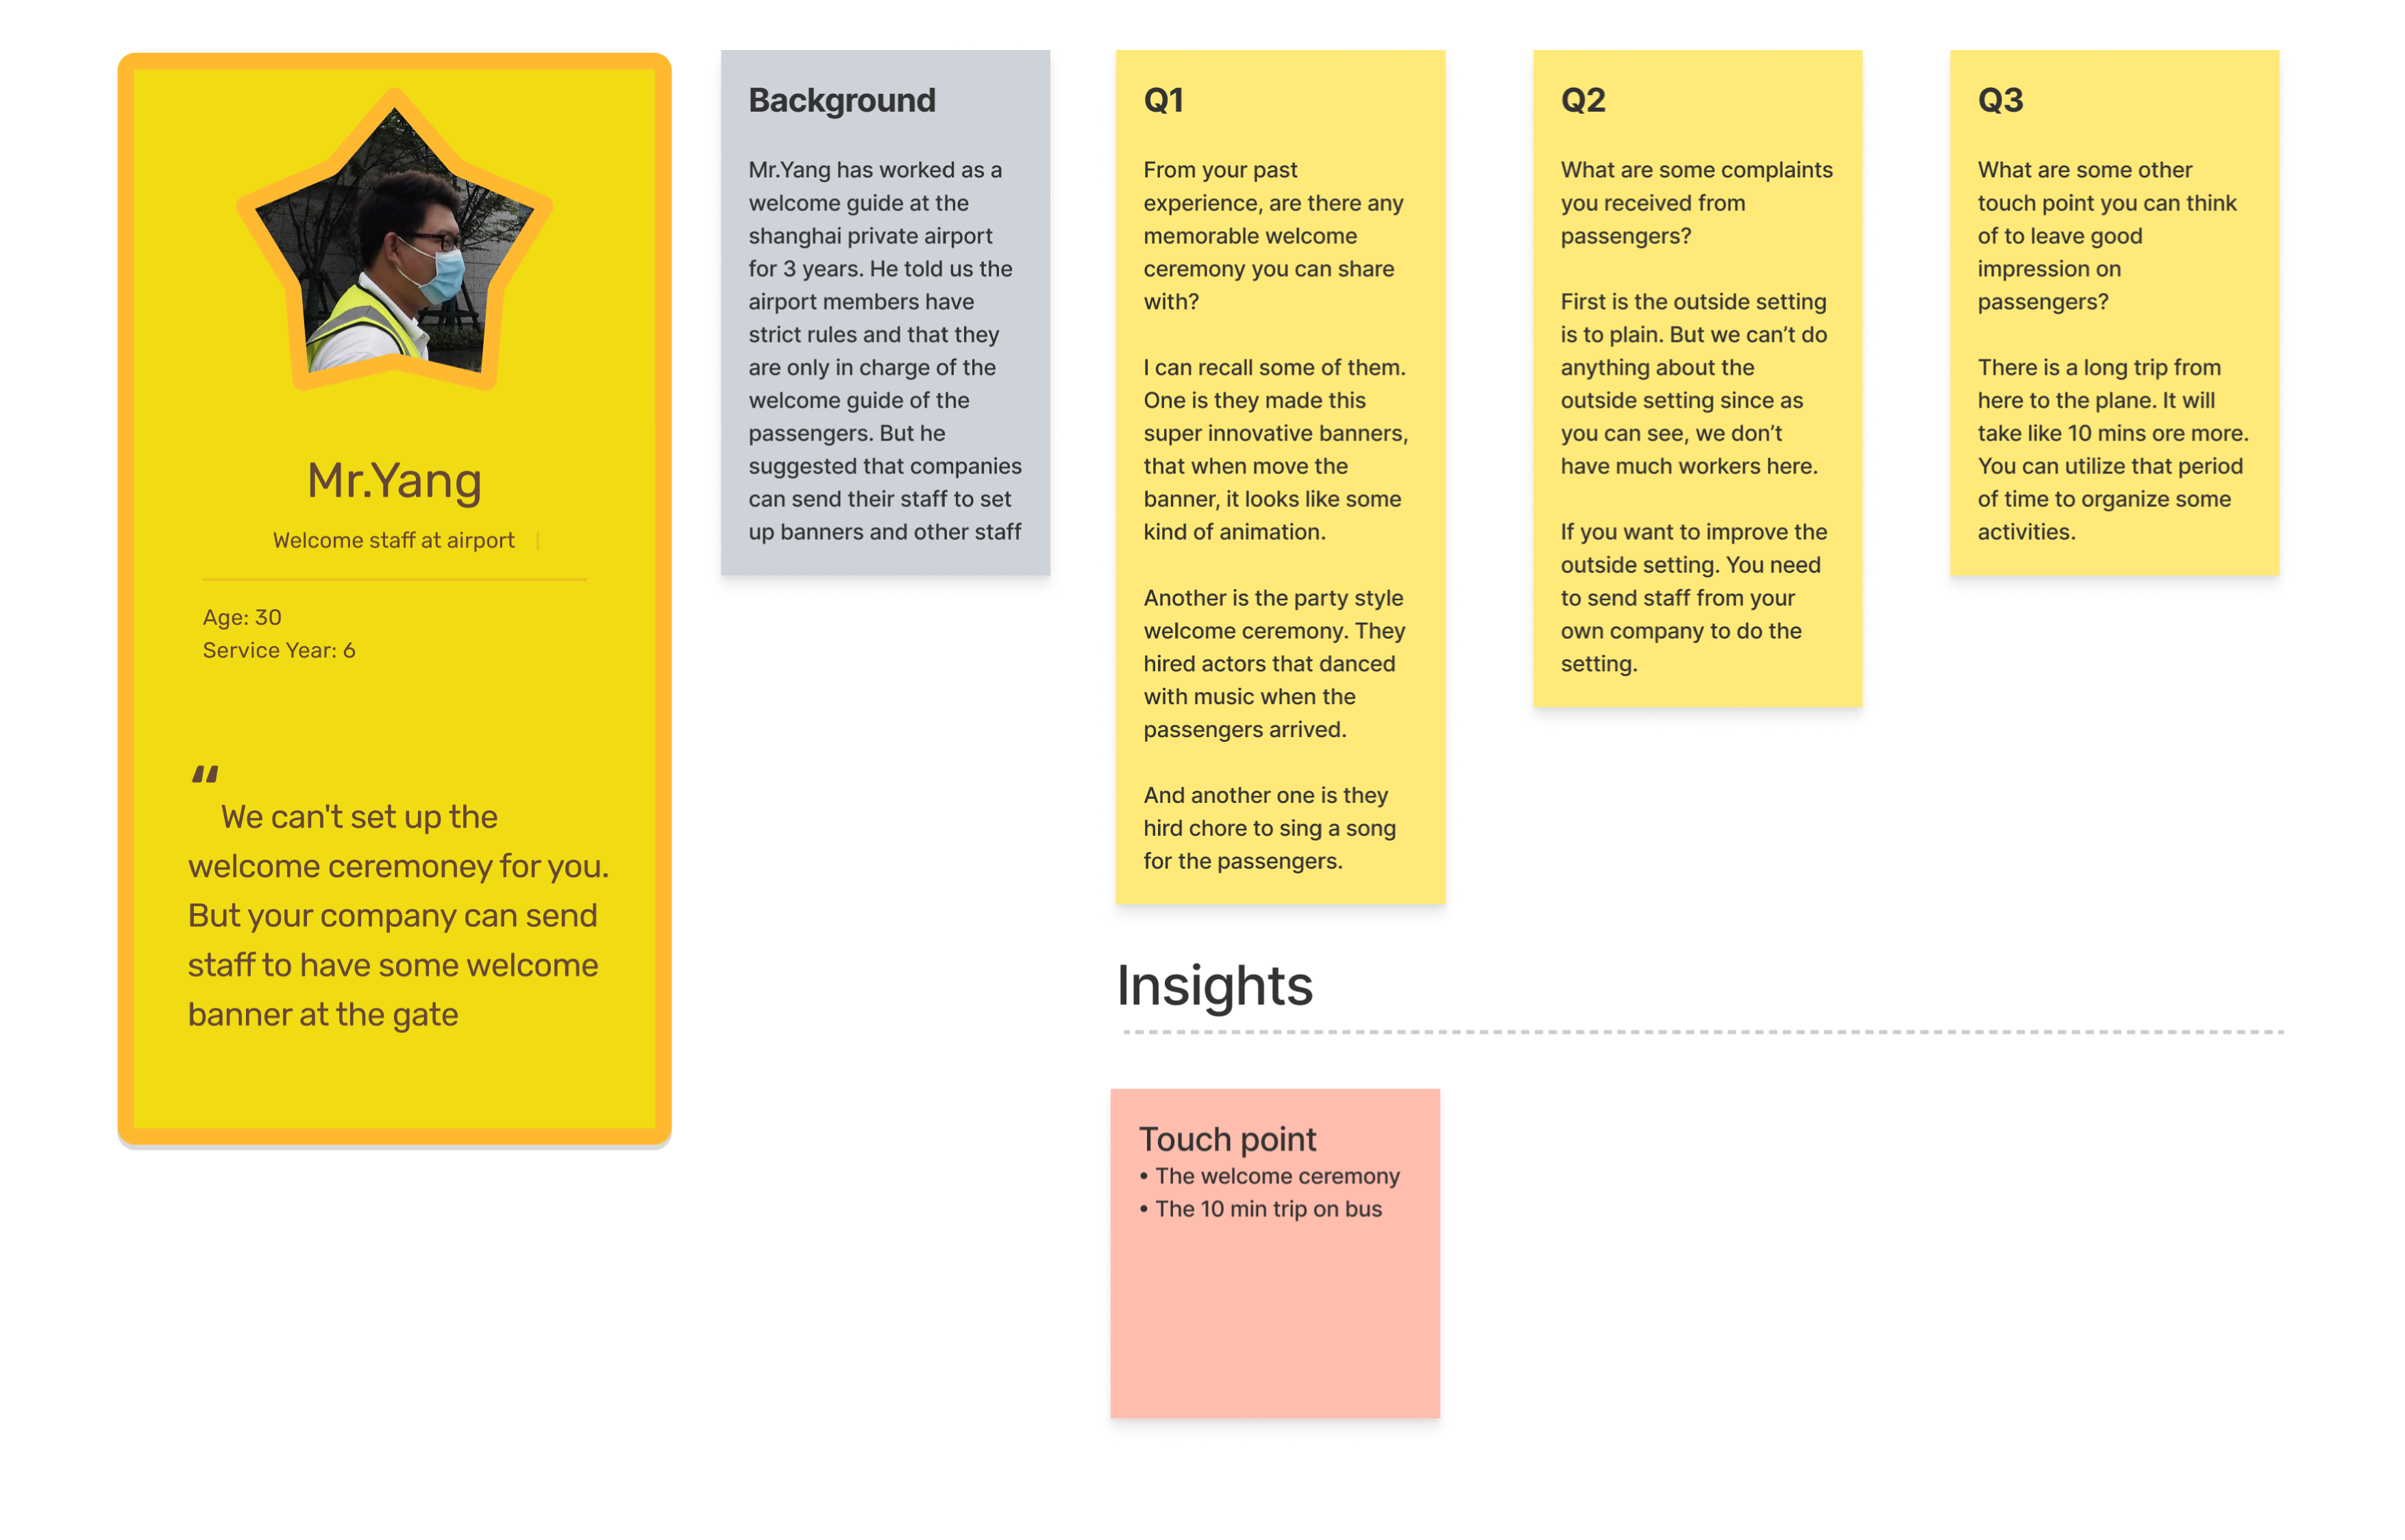 Mr.Yang
Welcome staff at airport
Age: 30
Service Year: 6
“
We can't set up the
welcome ceremoney for you.
But your company can send
staff to have some welcome
banner at the gate
Background
Mr.Yang has worked as a
welcome guide at the
shanghai private airport
for 3 years. He told us the
airport members have
strict rules and that they
are only in charge of the
welcome guide of the
passengers. But he
suggested that companies
can send their staff to set
up banners and other staff
Q1
From your past
experience, are there any
memorable welcome
ceremony you can share
with?
I can recall some of them.
One is they made this
super innovative banners,
that when move the
banner, it looks like some
kind of animation.
Another is the party style
welcome ceremony. They
hired actors that danced
with music when the
passengers arrived.
And another one is they
hird chore to sing a song
for the passengers.
Q2
What are some complaints
you received from
passengers?
First is the outside setting
is to plain. But we can’t do
anything about the
outside setting since as
you can see, we don’t
have much workers here.
If you want to improve the
outside setting. You need
to send staff from your
own company to do the
setting.
Q3
What are some other
touch point you can think
of to leave good
impression on
passengers?
There is a long trip from
here to the plane. It will
take like 10 mins ore more.
You can utilize that period
of time to organize some
activities.
Insights
Touch point
• The welcome ceremony
• The 10 min trip on bus